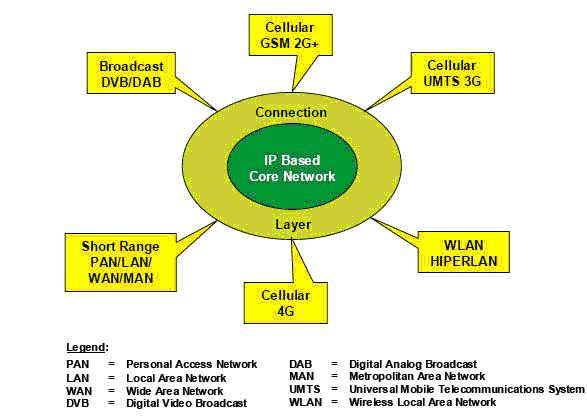 Cellular
GSM 2G+
Broadcast
DVB/DAB
Cellular
UMTS 3G
Connection
IP Based
Core Network
Layer
Short Range
PAN/LAN/
WAN/MAN
WLAN
HIPERLAN
Cellular
4G
Legend:
PAN = Personal Access Network
LAN = Local Area Network
WAN = Wide Area Network
DVB = Digital Video Broadcast
DAB = Digital Analog Broadcast
MAN = Metropolitan Area Network
UMTS = Universal Mobile Telecommunications System
WLAN = Wireless Local Area Network